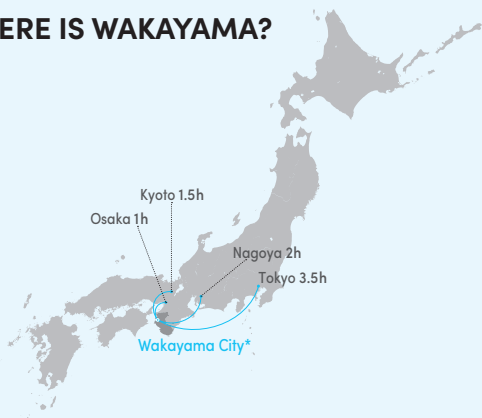 ERE IS WAKAYAMA?
Kyoto 1.5h
Osaka 1h
Nagoya 2h
Tokyo 3.5h
Wakayama City*